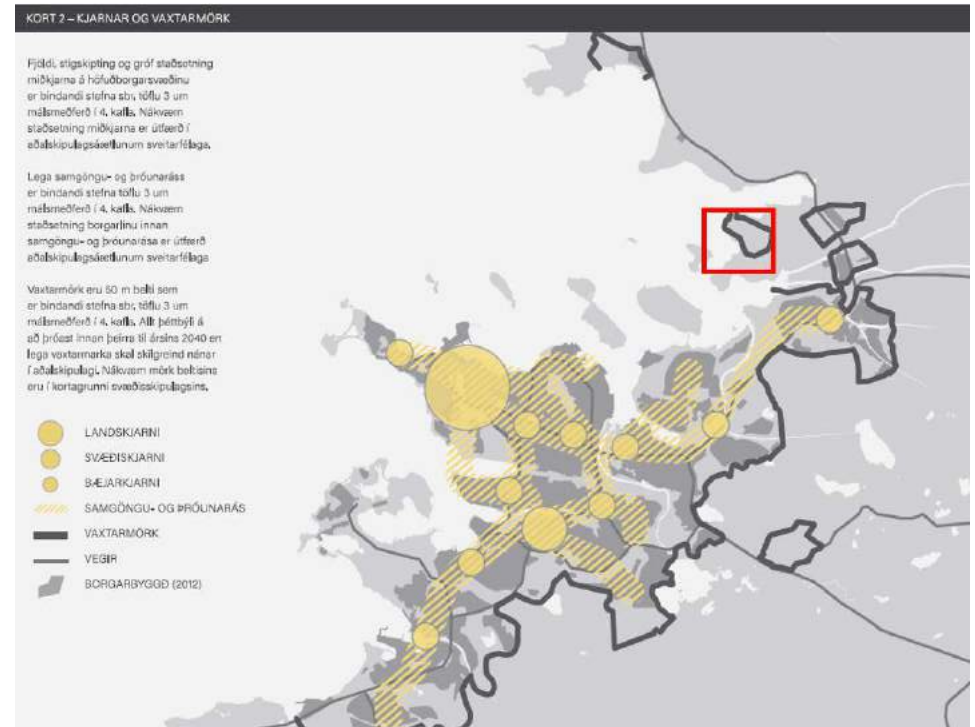 KORT 2 – KJARNAR OG VAXTARMÖRK
Fjöldi, stigskipting og gróf staðsetning
miðkjarna á höfuðborgarsvæðinu
er bindandi stefna sbr. töflu 3 um
málsmeðferð í 4. kafla. Nákvæm
staðsetning miðkjarna er útfærð í
aðalskipulagsáætlunum sveitarfélaga.
Lega samgöngu- og þróunaráss
er bindandi stefna töflu 3 um
málsmeðferð í 4. kafla. Nákvæm
staðsetning borgarlínu innan
samgöngu- og þróunarása er útfærð
aðalskipulagsáætlunum sveitarfélaga
Vaxtarmörk eru 50 m belti sem
er bindandi stefna sbr. töflu 3 um
málsmeðferð í 4. kafla. Allt þéttbýli á
að þróast innan þeirra til ársins 2040 en
lega vaxtarmarka skal skilgreind nánar
í aðalskipulagi. Nákvæm mörk beltisins
eru í kortagrunni svæðisskipulagsins.
LANDSKJARNI
SVÆÐISKJARNI
BÆJARKJARNI
SAMGÖNGU- OG ÞRÓUNARÁS
VAXTARMÖRK
VEGIR
BORGARBYGGÐ (2012)